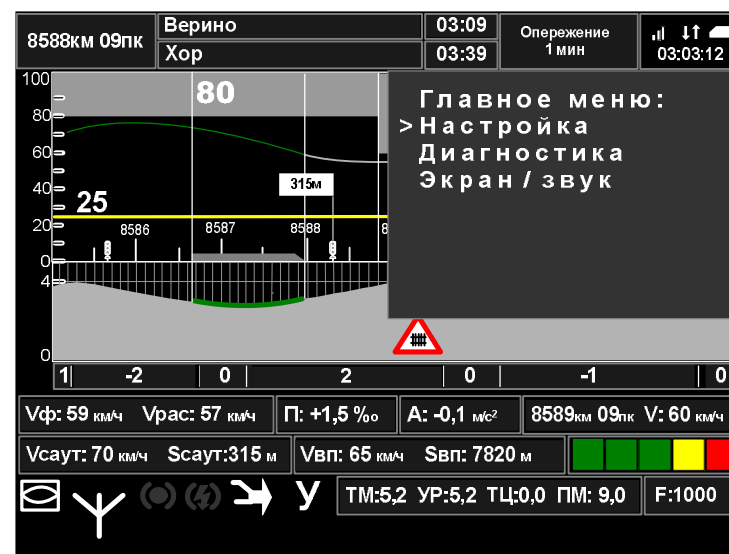 8588км 09пк
Верино 03:09
Хор 03:39
Опережение
1 мин
03:03:12
100
80
60
40
20
0
4
0
80
25
315м
8586 8587 8588 8
Главное меню:
>Настройка
Диагностика
Экран/звук
1 -2 0 2 0 -1 0
Vф: 59 км/ч Vрас: 57 км/ч П: +1,5 %о А: -0,1 м/с² 8589км 09пк V: 60 км/ч
Vсаут: 70 км/ч Sсаут:315 м Vвп: 65 км/ч Sвп: 7820 м
У ТМ:5,2 УР:5,2 ТЦ:0,0 ПМ: 9,0 F:1000